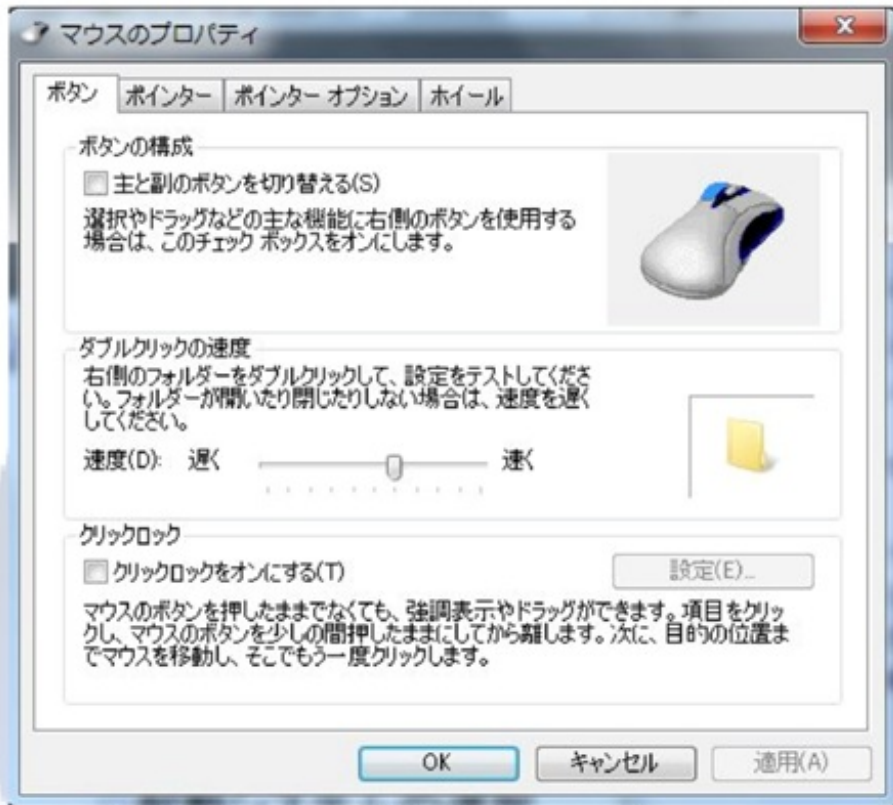 マウスのプロパティ
ボタン
ポインター
ポインター オプション
ホイール
ボタンの構成
主と副のボタンを切り替える(S)
選択やドラッグなどの主な機能に右側のボタンを使用する
場合は、このチェック ボックスをオンにします。
ダブルクリックの速度
右側のフォルダーをダブルクリックして、設定をテストしてくださ
い。フォルダーが開いたり閉じたりしない場合は、速度を遅く
してください。
速度(D): 遅く 速く
クリックロック
クリックロックをオンにする(T)
設定(E)...
マウスのボタンを押したままでなくても、強調表示やドラッグができます。項目をクリッ
クし、マウスのボタンを少しの間押したままにしてから離します。次に、目的の位置ま
でマウスを移動し、そこでもう一度クリックします。
OK キャンセル 適用(A)